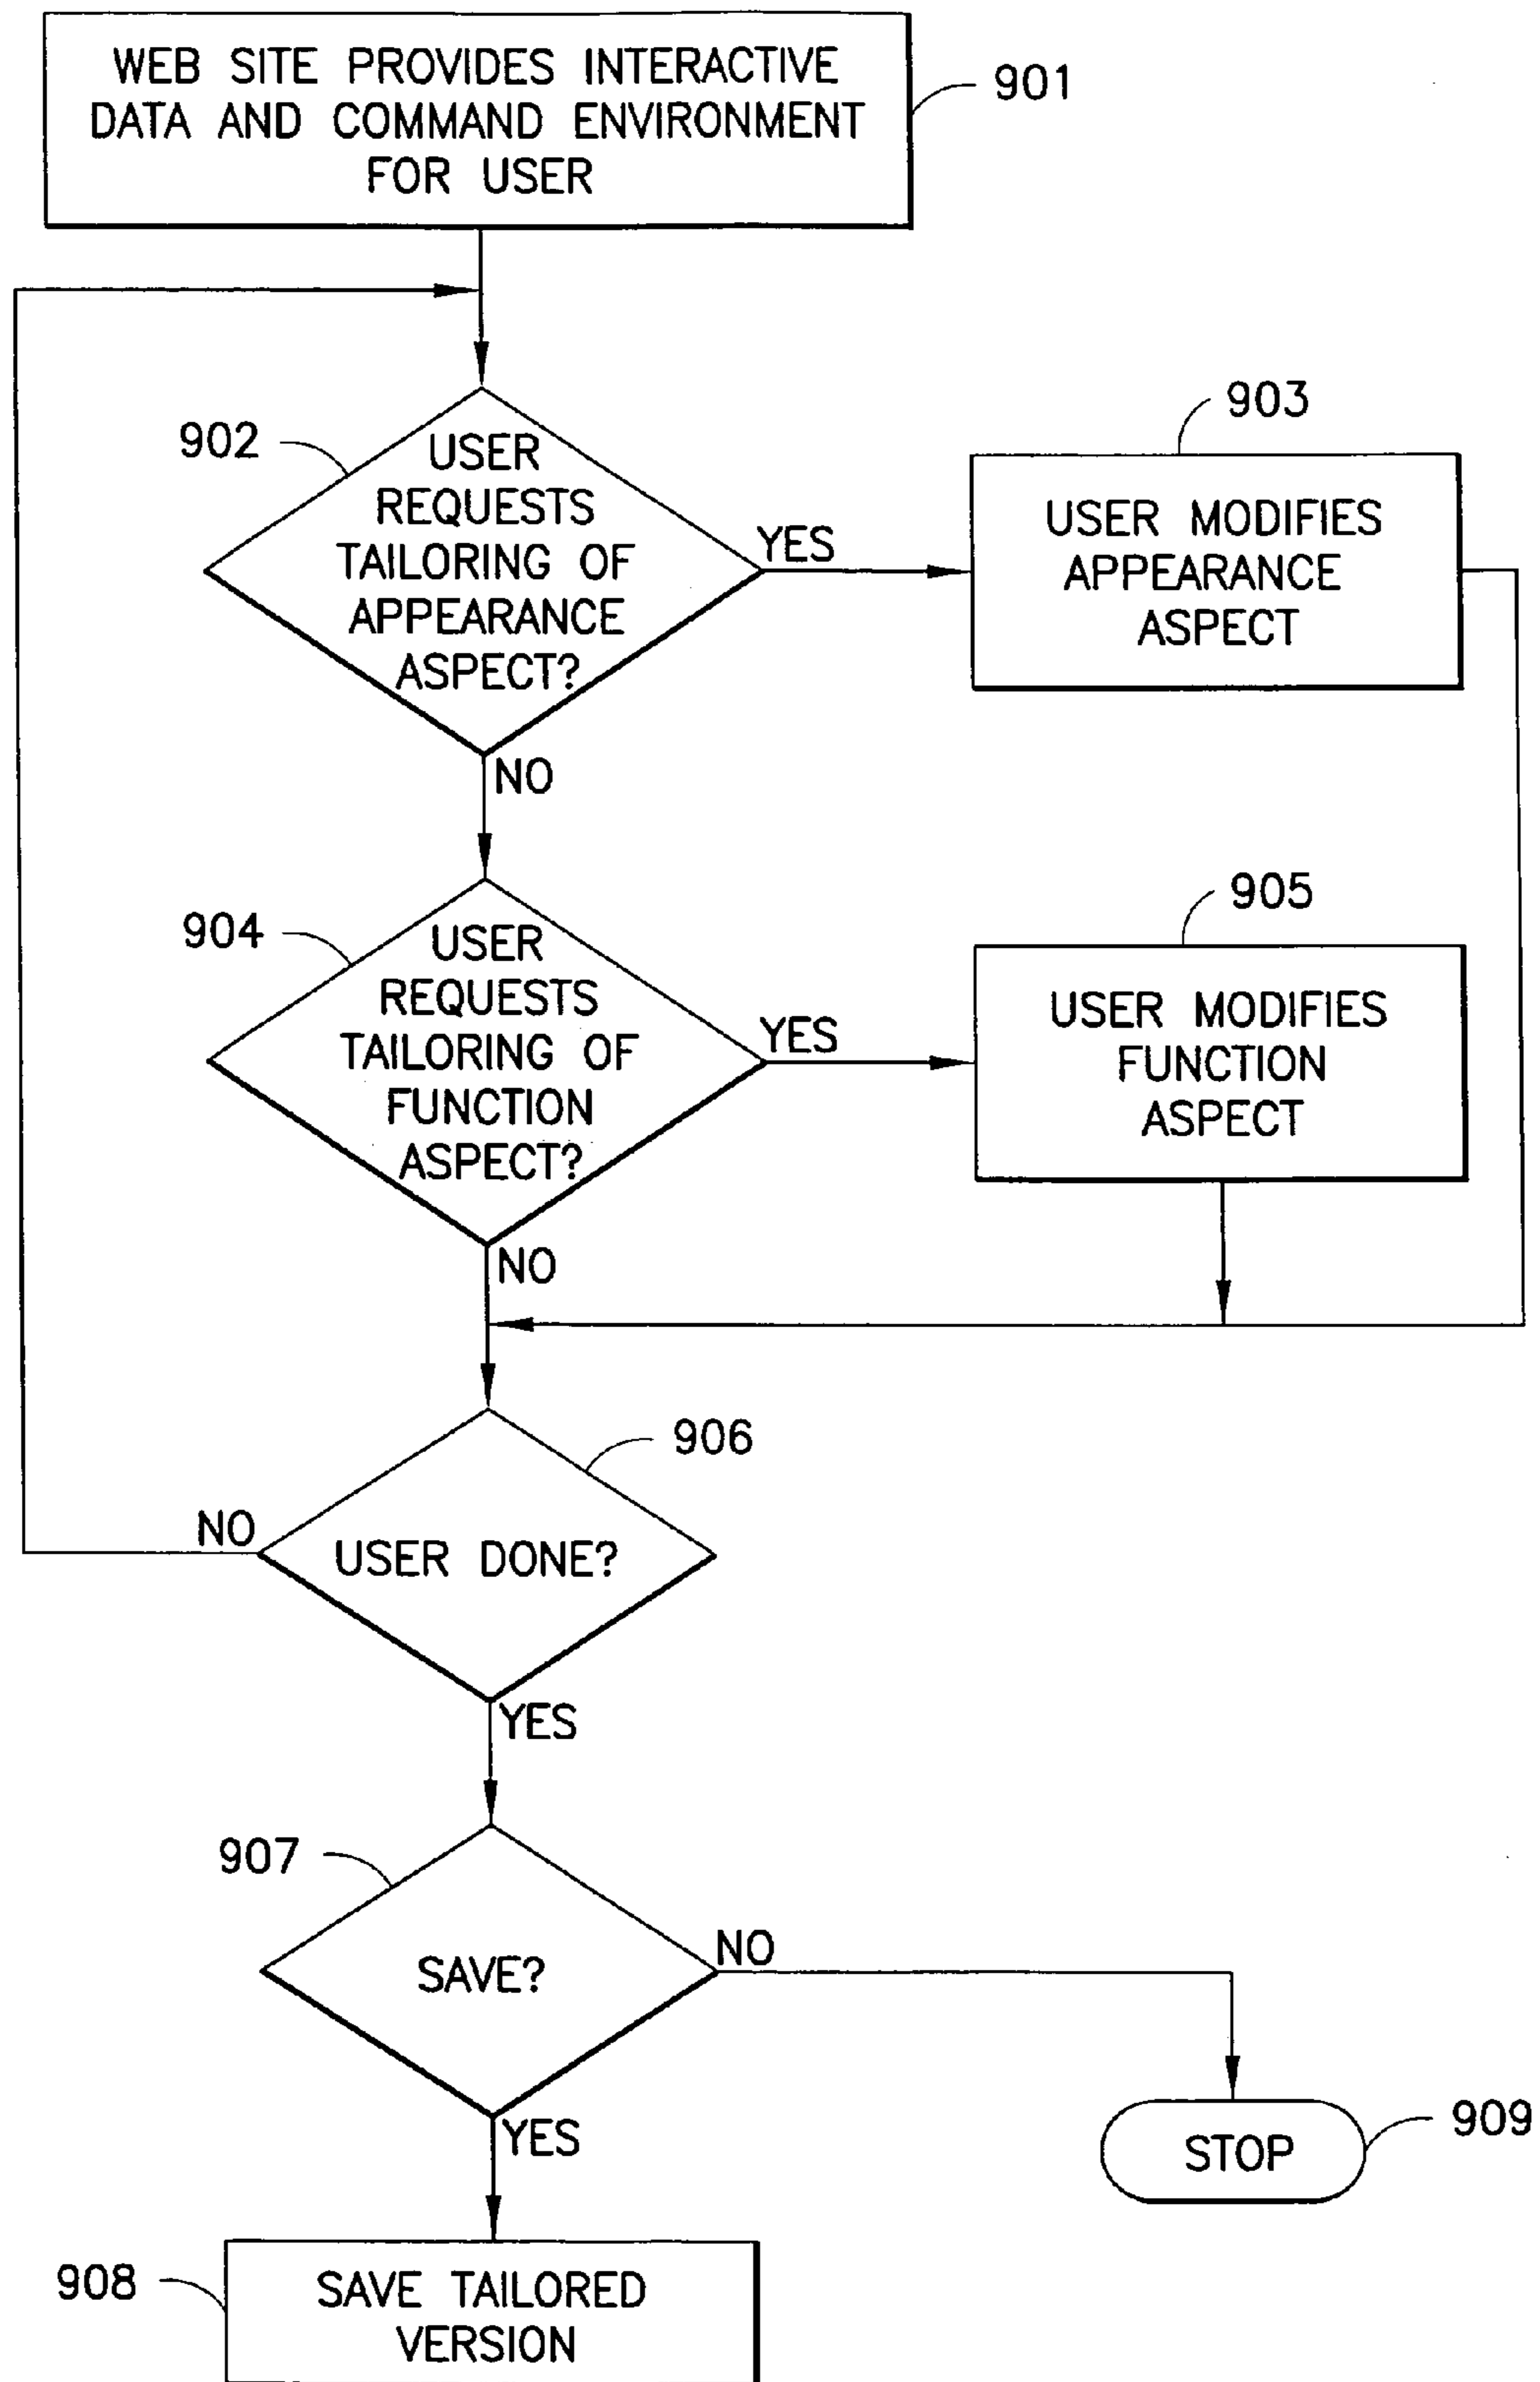 WEB SITE PROVIDES INTERACTIVE
DATA AND COMMAND ENVIRONMENT
FOR USER
901
902
USER
REQUESTS
TAILORING OF
APPEARANCE
ASPECT?
YES
903
USER MODIFIES
APPEARANCE
ASPECT
NO
904
USER
REQUESTS
TAILORING OF
FUNCTION
ASPECT?
YES
905
USER MODIFIES
FUNCTION
ASPECT
NO
906
NO
USER DONE?
YES
907
SAVE?
NO
YES
909
STOP
908
SAVE TAILORED
VERSION